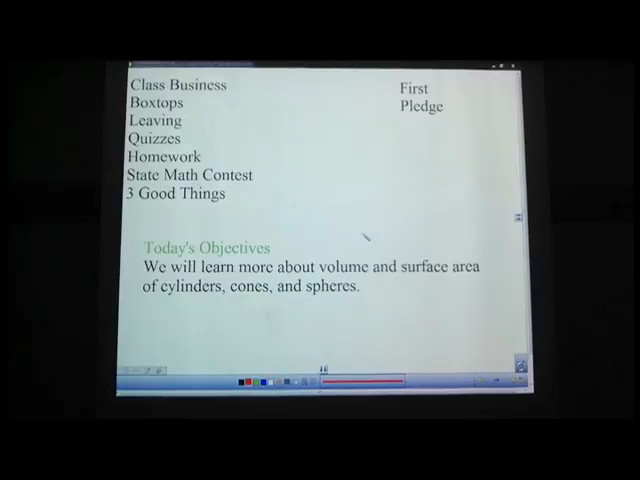 Class Business
Boxtops
Leaving
Quizzes
Homework
State Math Contest
3 Good Things
First
Pledge
Today's Objectives
We will learn more about volume and surface area
of cylinders, cones, and spheres.